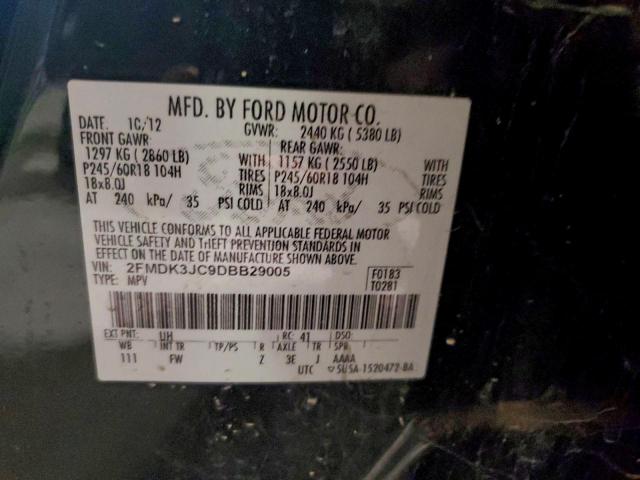 MFD. BY FORD MOTOR CO.
DATE: 10/12 GVWR: 2440 KG ( 5380 LB)
FRONT GAWR: REAR GAWR:
1297 KG ( 2860 LB) WITH 1157 KG ( 2550 LB) WITH
P245/60R18 104H TIRES P245/60R18 104H TIRES
18x8.0J RIMS 18x8.0J RIMS
AT 240 kPa/ 35 PSI COLD AT 240 kPa/ 35 PSI COLD
THIS VEHICLE CONFORMS TO ALL APPLICABLE FEDERAL MOTOR
VEHICLE SAFETY AND THEFT PREVENTION STANDARDS IN
EFFECT ON THE DATE OF MANUFACTURE SHOWN ABOVE.
VIN: 2FMDK3JC9DBB29005 F0183
TYPE: MPV T0281
EXT PNT: UH RC: 41 DSO:
WB INT TR TP/PS R AXLE TR SPR
111 FW Z 3E J AAAA
UTC ▽SUSA-1520472-BA